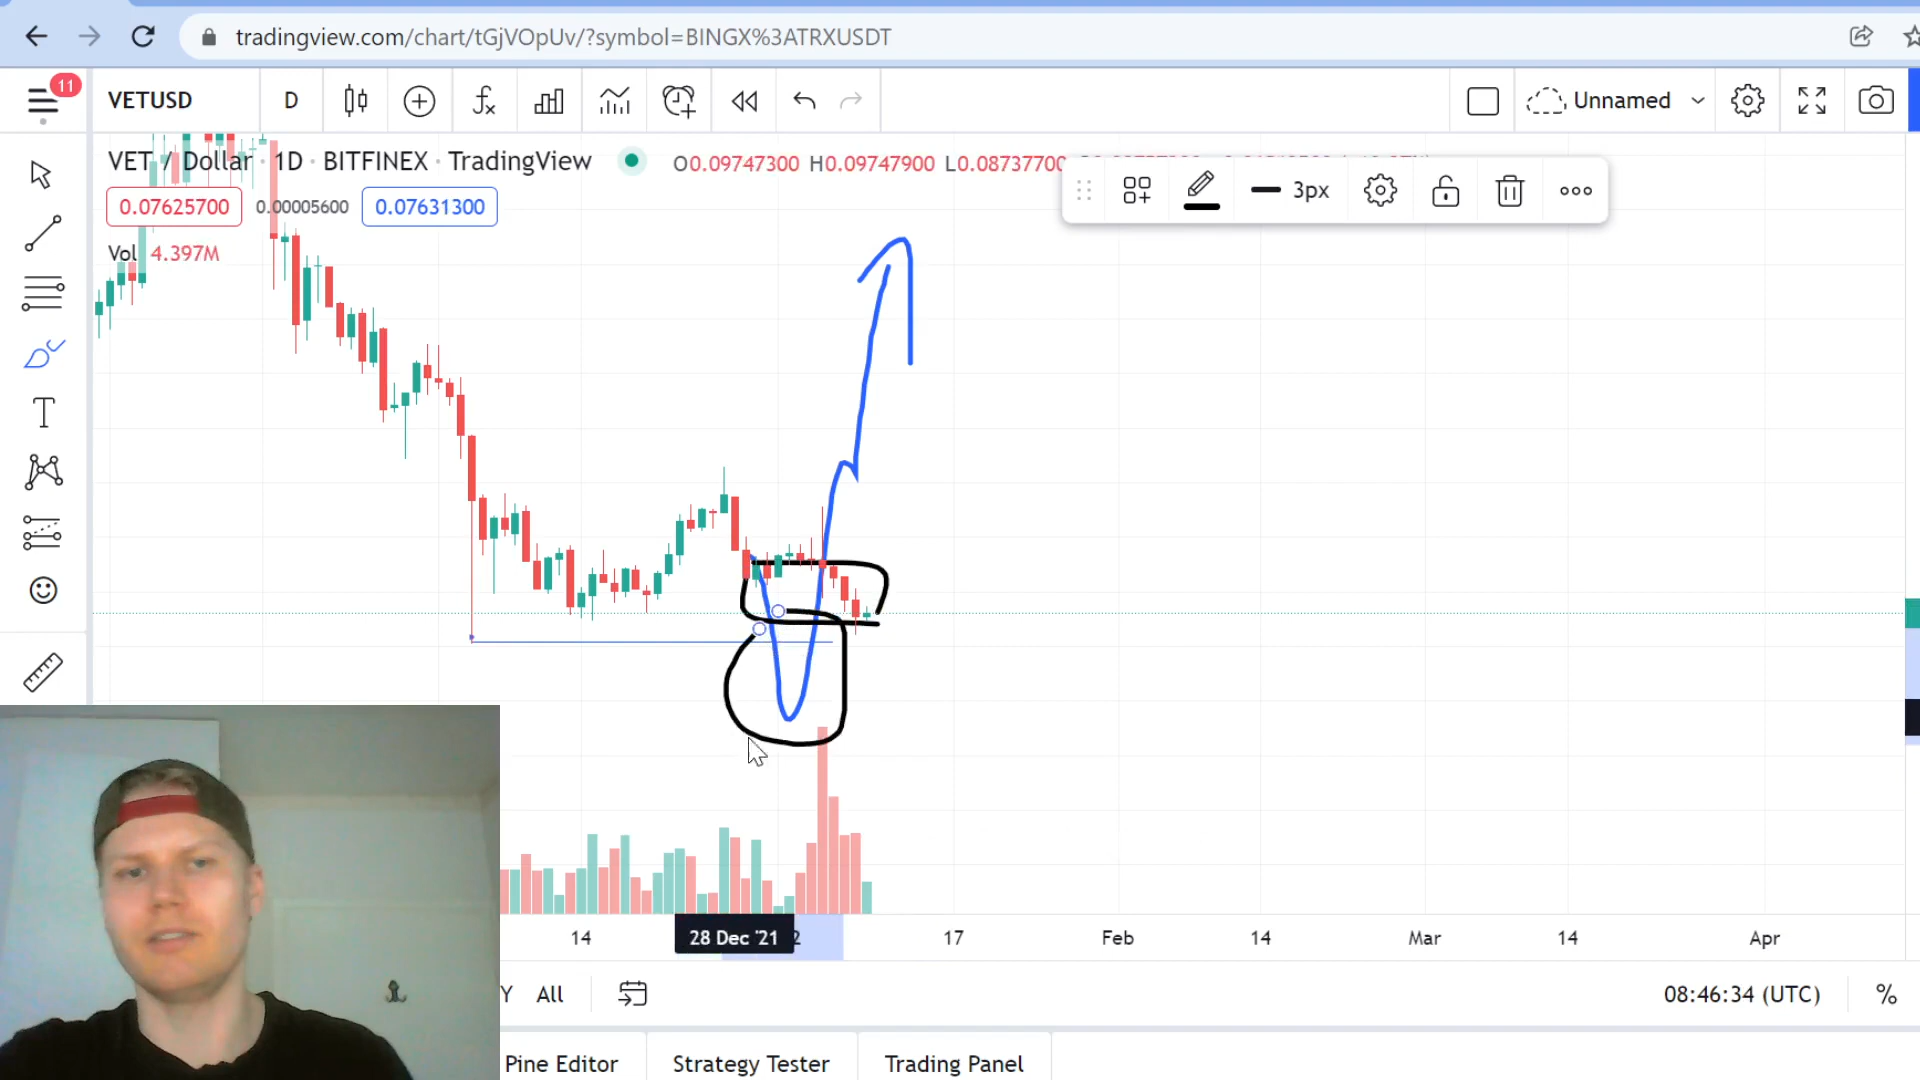 tradingview.com/chart/tGjVOpUv/?symbol=BINGX%3ATRXUSDT
11
VETUSD
D
Unnamed
VET / Dollar · 1D · BITFINEX · TradingView
O0.09747300 H0.09747900 L0.08737700
0.07625700
0.00005600
0.07631300
3px
Vol 4.397M
T
14
28 Dec '21
2
17
Feb
14
Mar
14
Apr
Y
All
08:46:34 (UTC)
%
Pine Editor
Strategy Tester
Trading Panel